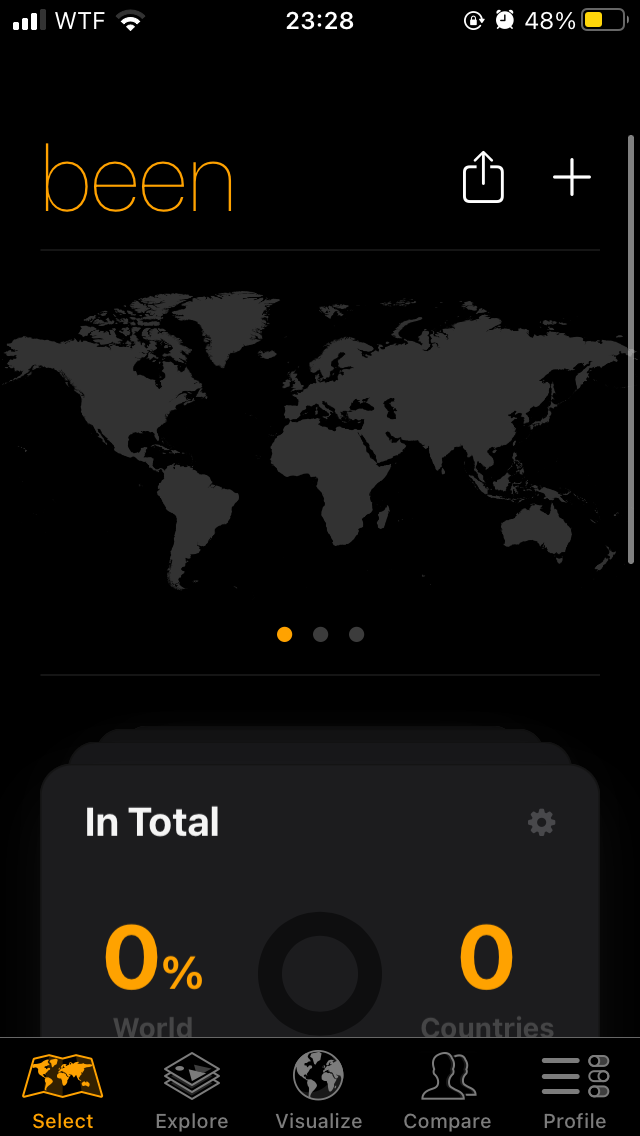 WTF 23:28 48%
been
In Total
0% 0
World Countries
Select Explore Visualize Compare Profile